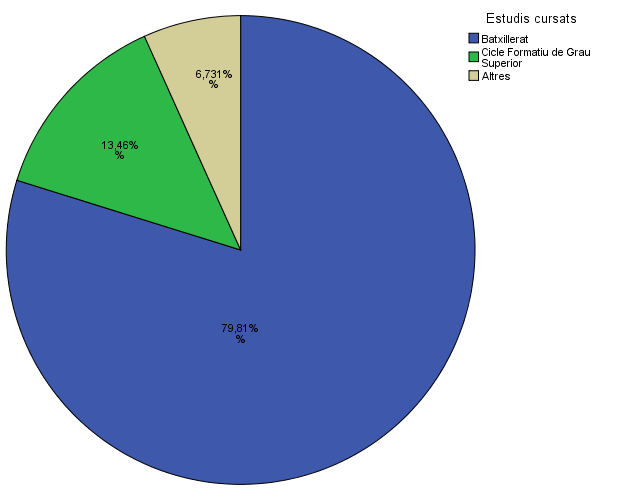 Estudis cursats
Batxillerat
Cicle Formatiu de Grau
Superior
Altres
6,731%
%
13,46%
%
79,81%
%